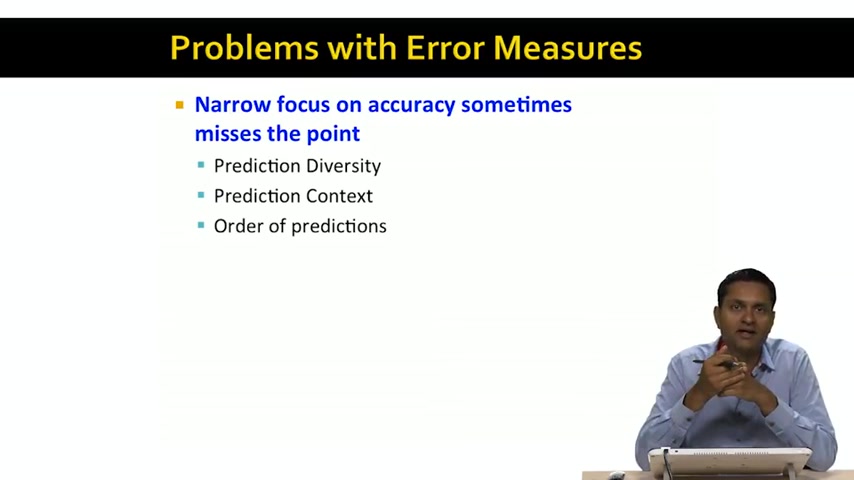 Problems with Error Measures
Narrow focus on accuracy sometimes
misses the point
Prediction Diversity
Prediction Context
Order of predictions